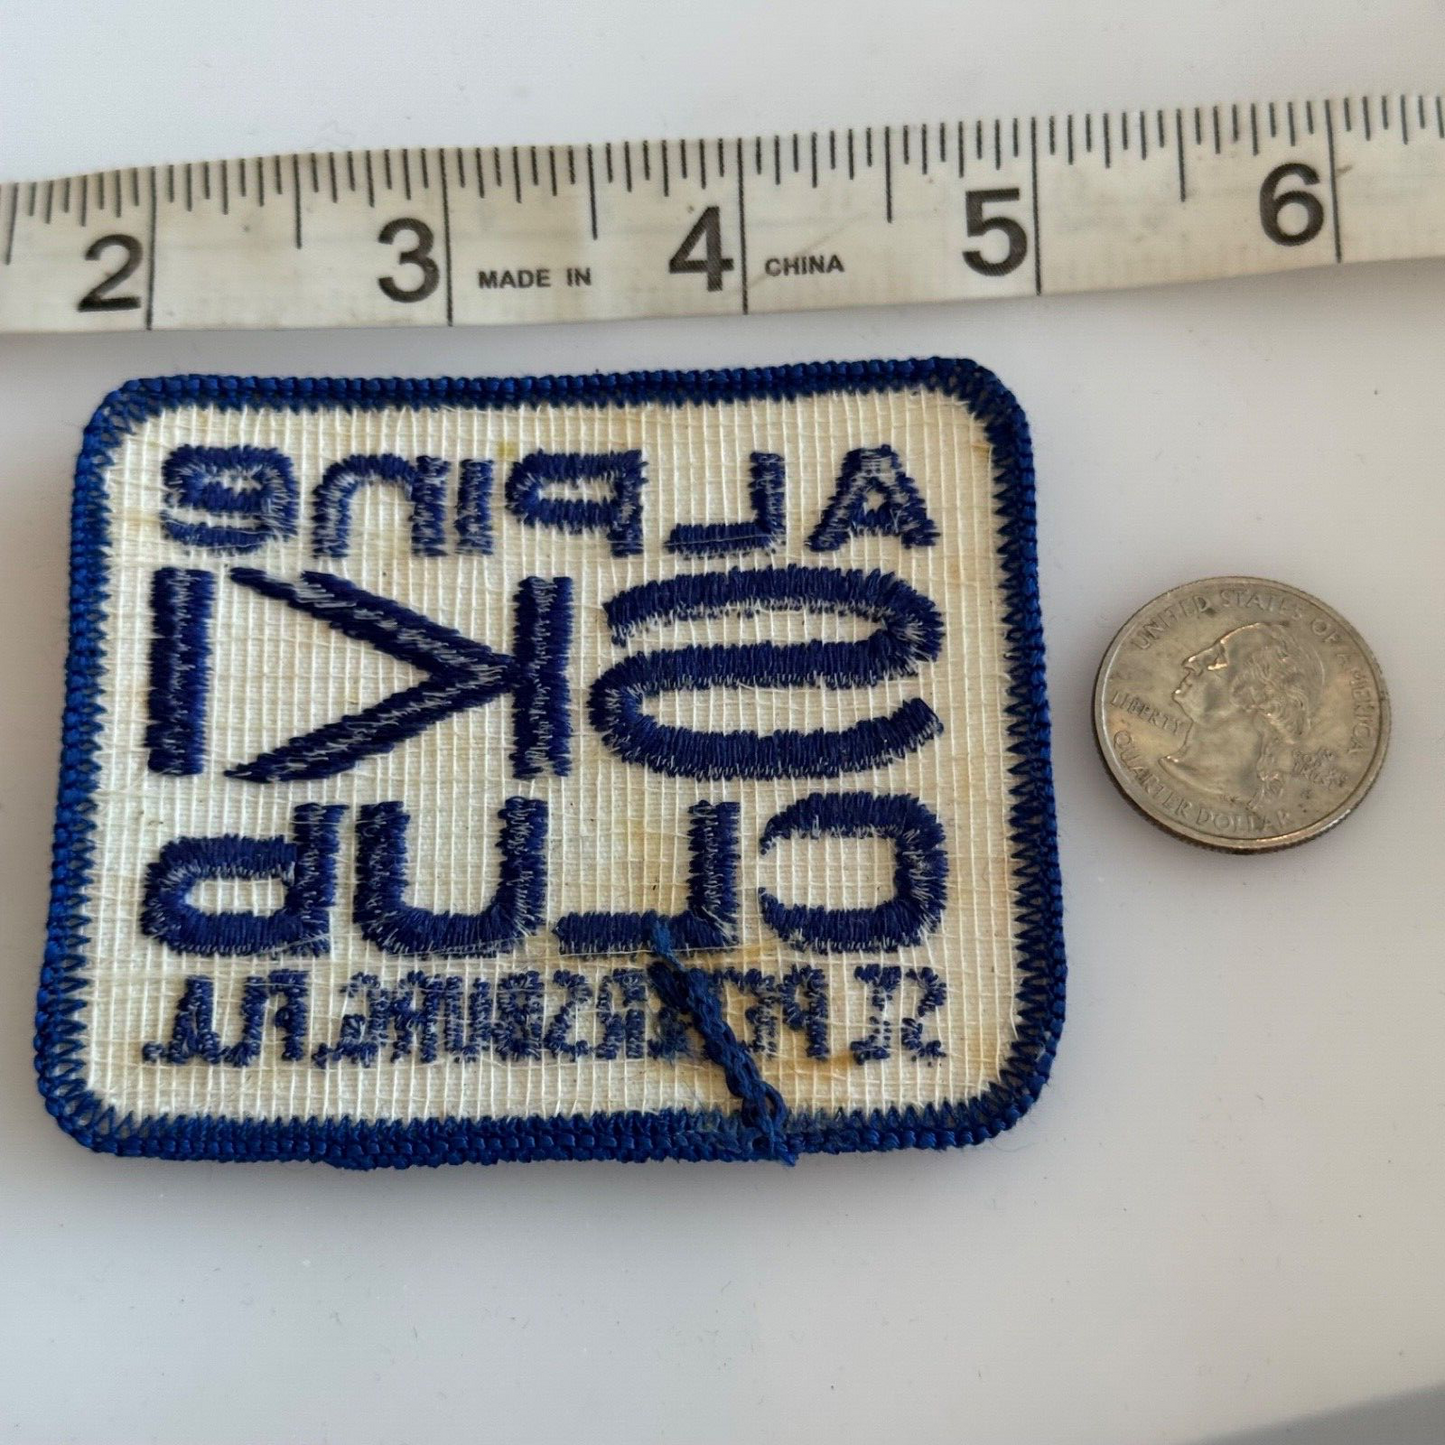 2 3 MADE IN 4 CHINA 5 6
ALPINE
SKI
CLUB
ST. PETERSBURG, FLA.
UNITED STATES OF AMERICA
LIBERTY
QUARTER DOLLAR